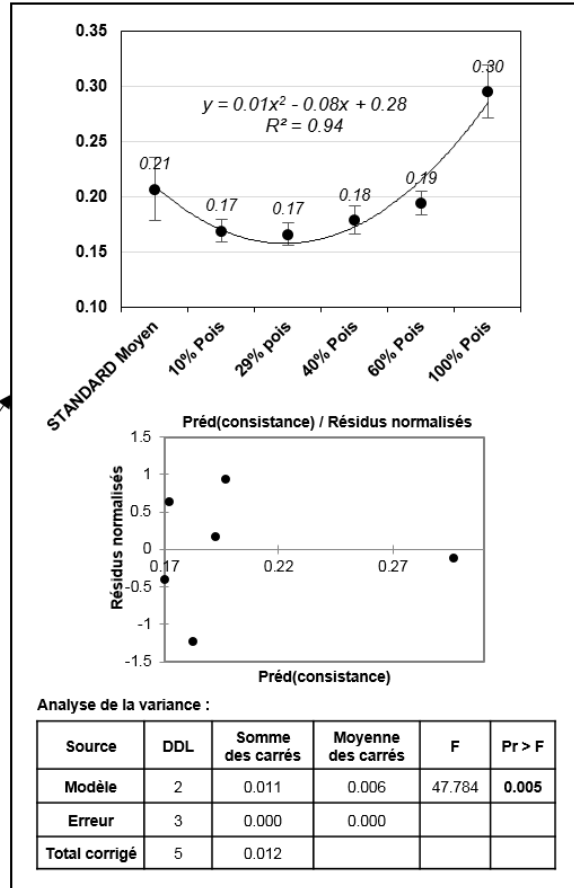 0.35
0.30
0.25
0.20
0.15
0.10
y = 0.01x² - 0.08x + 0.28
R² = 0.94
0.21
0.17
0.17
0.18
0.19
0.30
STANDARD Moyen
10% Pois
29% pois
40% Pois
60% Pois
100% Pois
Préd(consistance) / Résidus normalisés
1.5
1
0.5
0
-0.5
-1
-1.5
Résidus normalisés
0.17
0.22
0.27
Préd(consistance)
Analyse de la variance :
Source DDL Somme des carrés Moyenne des carrés F Pr > F
Modèle 2 0.011 0.006 47.784 0.005
Erreur 3 0.000 0.000
Total corrigé 5 0.012